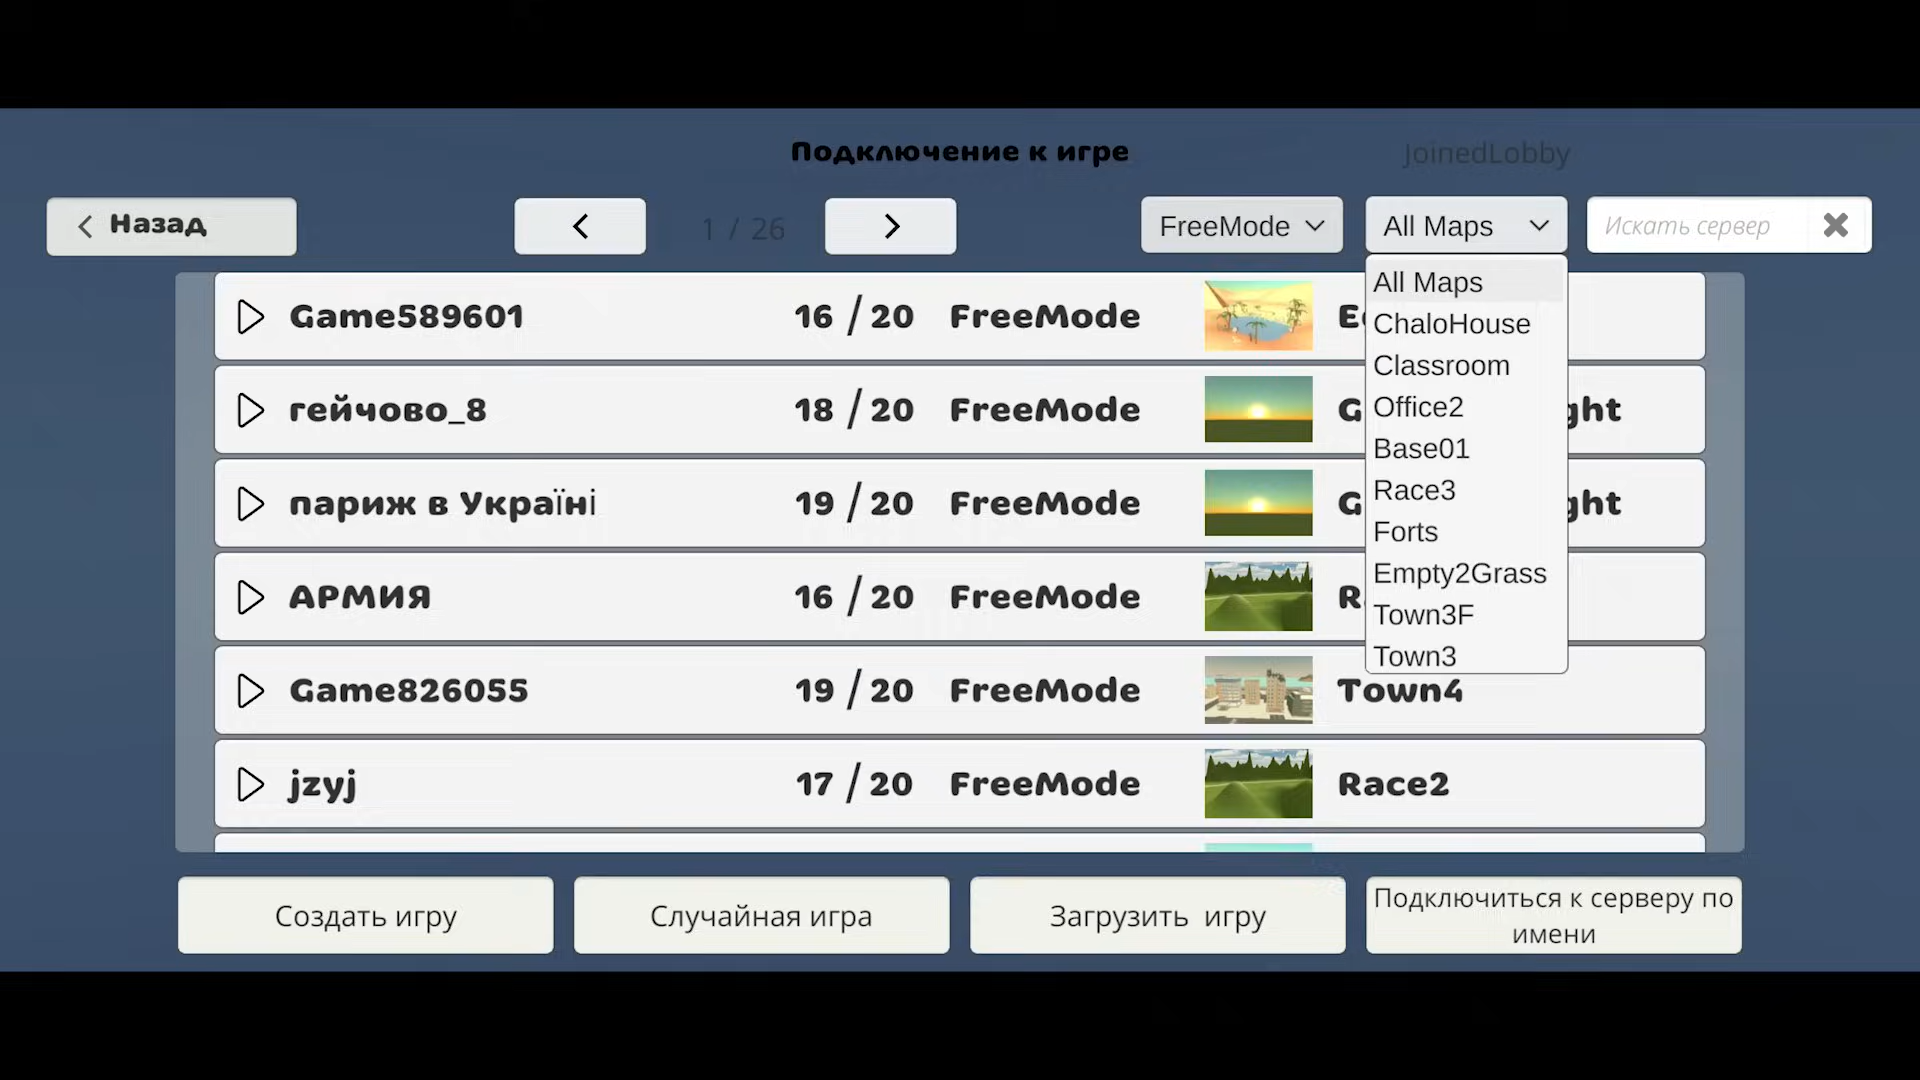 Подключение к игре
JoinedLobby
Назад
1 / 26
FreeMode
All Maps
Искать сервер
All Maps
ChaloHouse
Classroom
Office2
Base01
Race3
Forts
Empty2Grass
Town3F
Town3
Game589601 16 / 20 FreeMode
гейчово_8 18 / 20 FreeMode
париж в Україні 19 / 20 FreeMode
АРМИЯ 16 / 20 FreeMode
Game826055 19 / 20 FreeMode Town4
jzyj 17 / 20 FreeMode Race2
Создать игру
Случайная игра
Загрузить игру
Подключиться к серверу по
имени